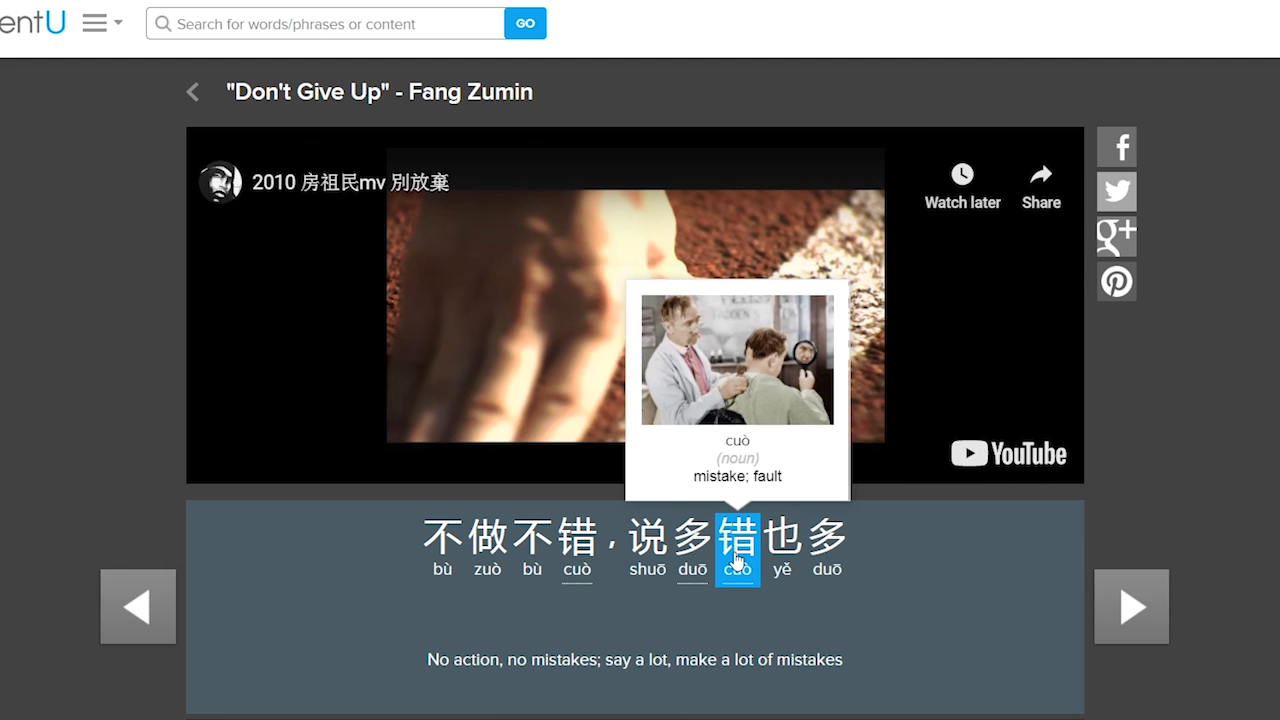 entU
Search for words/phrases or content
GO
"Don't Give Up" - Fang Zumin
2010 房祖民mv 別放棄
Watch later
Share
cuò
(noun)
mistake; fault
YouTube
不做不错，说多错也多
bù zuò bù cuò shuō duō cuò yě duō
No action, no mistakes; say a lot, make a lot of mistakes